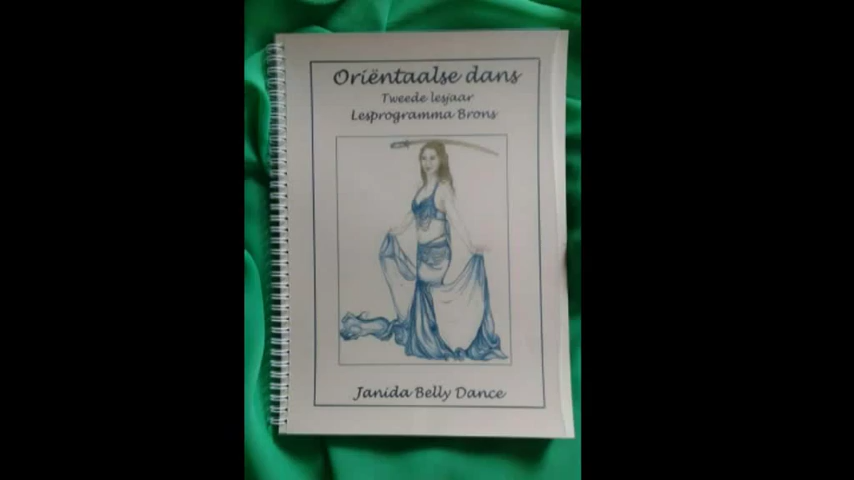 Oriëntaalse dans
Tweede lesjaar
Lesprogramma Brons
Janida Belly Dance